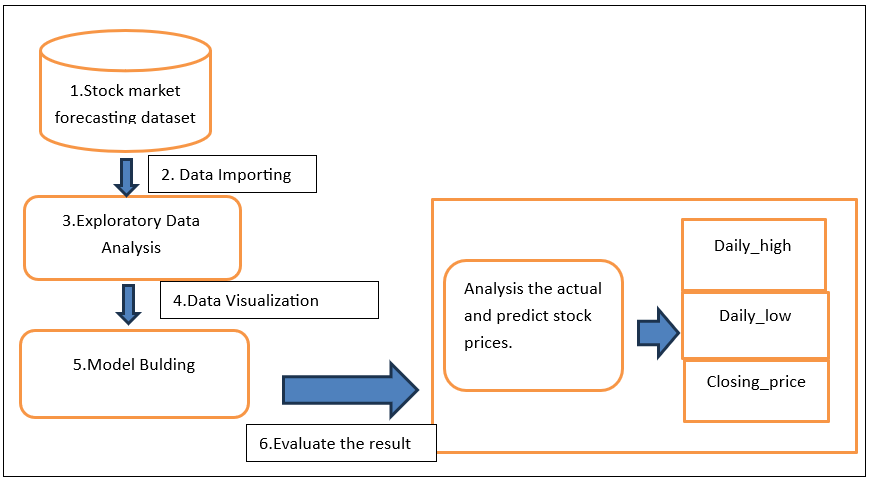 1.Stock market
forecasting dataset
2. Data Importing
3.Exploratory Data
Analysis
4.Data Visualization
5.Model Bulding
6.Evaluate the result
Analysis the actual
and predict stock
prices.
Daily_high
Daily_low
Closing_price